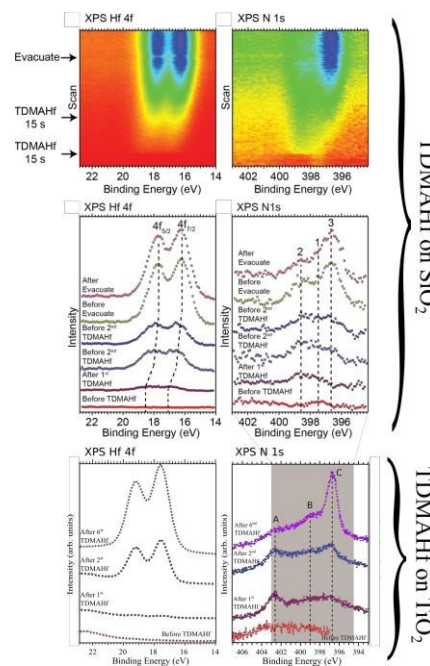 XPS Hf 4f
XPS N 1s
Evacuate
Scan
Scan
TDMAHf
15 s
TDMAHf
15 s
22 20 18 16 14
Binding Energy (eV)
402 400 398 396
Binding Energy (eV)
TDMAHf on SiO2
XPS Hf 4f
XPS N1s
4f5/2
4f7/2
3
2
1
After
Evacuate
Before
Evacuate
Before 2nd
TDMAHf
Before 2nd
TDMAHf
After 1st
TDMAHf
Before TDMAHf
Intensity
22 20 18 16 14
Binding Energy (eV)
After
Evacuate
Before
Evacuate
Before 2nd
TDMAHf
Before 2nd
TDMAHf
After 1st
TDMAHf
Before TDMAHf
Intensity
402 400 398 396
Binding Energy (eV)
XPS Hf 4f
XPS N 1s
After 6th
TDMAHf
After 2nd
TDMAHf
After 1st
TDMAHf
Before TDMAHf
Intensity (arb. units)
22 20 18 16 14
Binding Energy (eV)
A
B
C
After 6nd
TDMAHf
After 2nd
TDMAHf
After 1st
TDMAHf
Before TDMAHf
Intensity (arb. units)
406 403 400 397 394
Binding Energy (eV)
TDMAHf on TiO2